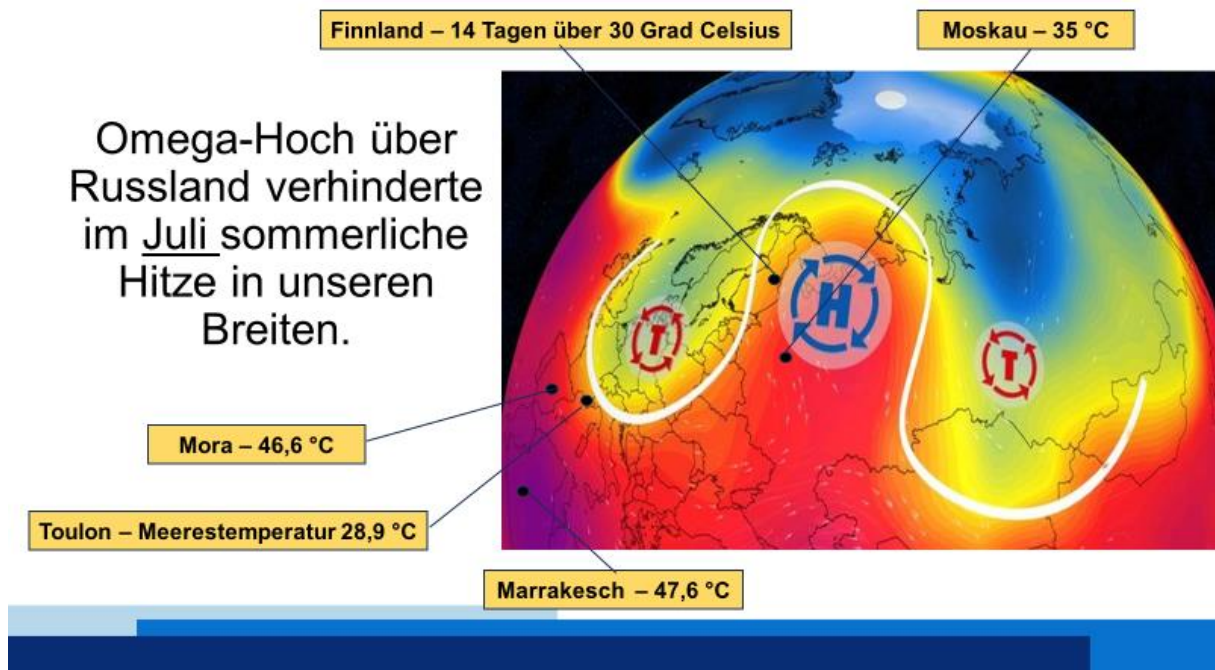 Finnland – 14 Tagen über 30 Grad Celsius
Moskau – 35 °C
Omega-Hoch über
Russland verhinderte
im Juli sommerliche
Hitze in unseren
Breiten.
H
T
T
Mora – 46,6 °C
Toulon – Meerestemperatur 28,9 °C
Marrakesch – 47,6 °C